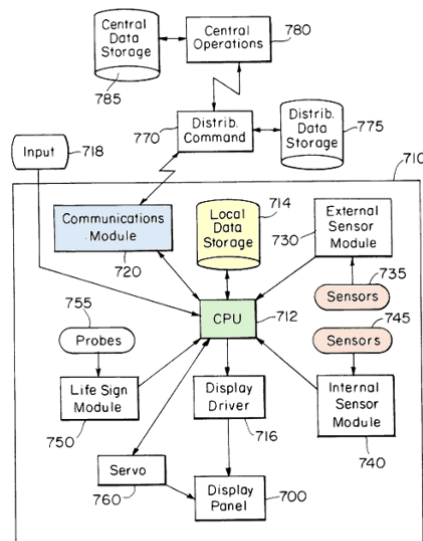 Central
Data
Storage
785
Central
Operations
780
770
Distrib.
Command
Distrib.
Data
Storage
775
Input
718
710
Communications
Module
720
Local
Data
Storage
714
External
Sensor
Module
730
735
Sensors
745
Sensors
755
Probes
CPU
712
Life Sign
Module
750
Display
Driver
716
Internal
Sensor
Module
740
Servo
760
Display
Panel
700